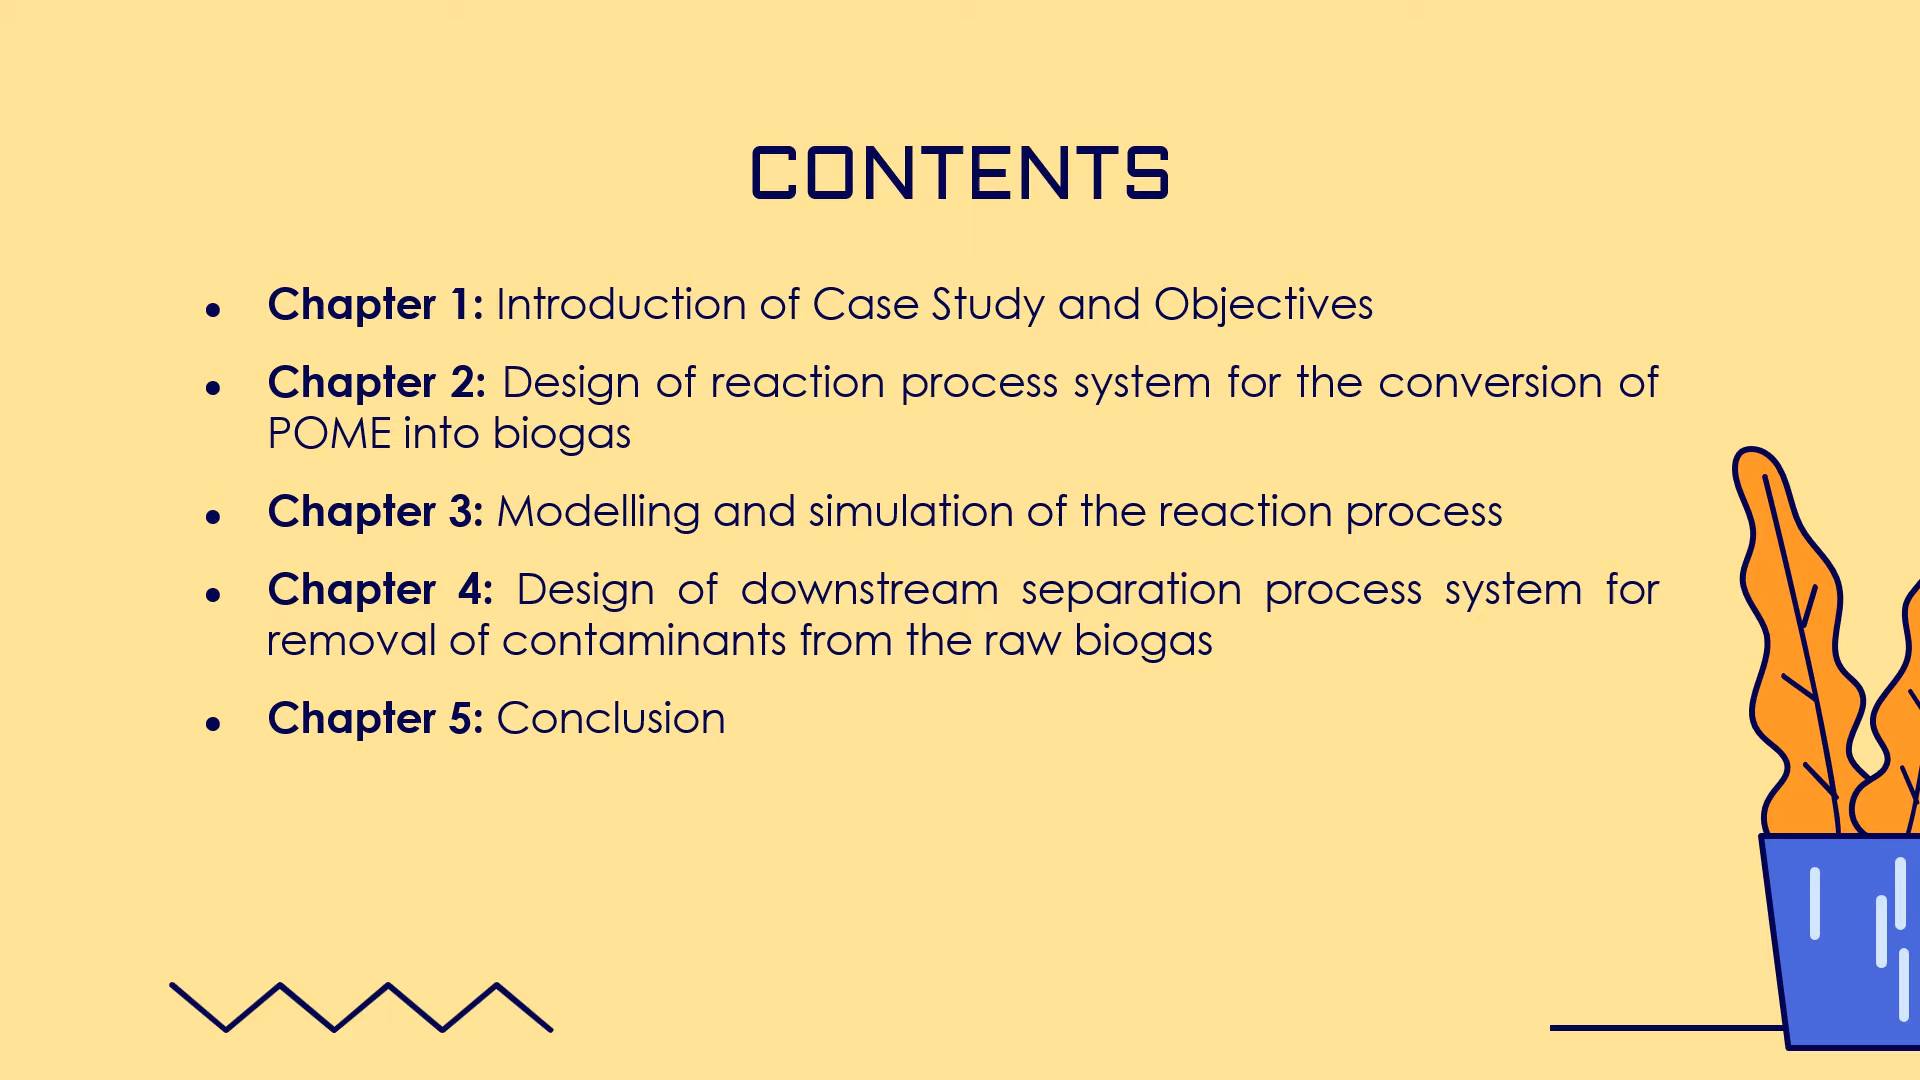 CONTENTS
• Chapter 1: Introduction of Case Study and Objectives
• Chapter 2: Design of reaction process system for the conversion of
POME into biogas
• Chapter 3: Modelling and simulation of the reaction process
• Chapter 4: Design of downstream separation process system for
removal of contaminants from the raw biogas
• Chapter 5: Conclusion